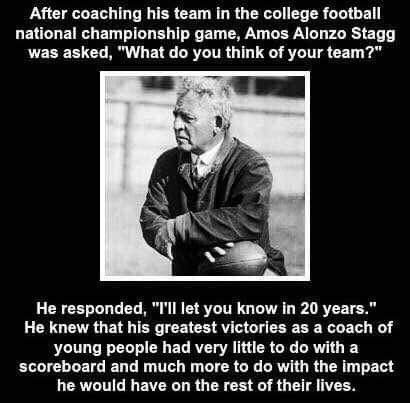 After coaching his team in the college football
national championship game, Amos Alonzo Stagg
was asked, "What do you think of your team?"
He responded, "I'll let you know in 20 years."
He knew that his greatest victories as a coach of
young people had very little to do with a
scoreboard and much more to do with the impact
he would have on the rest of their lives.